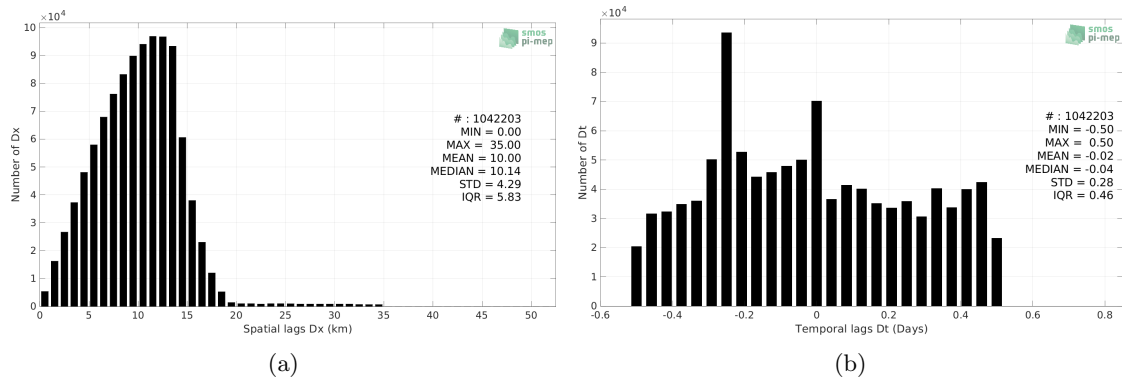 ×10⁴
10
9
8
7
6
5
4
3
2
1
0
Number of Dx
0 5 10 15 20 25 30 35 40 45 50
Spatial lags Dx (km)
smos
pi-mep
# : 1042203
MIN = 0.00
MAX = 35.00
MEAN = 10.00
MEDIAN = 10.14
STD = 4.29
IQR = 5.83
(a)
×10⁴
9
8
7
6
5
4
3
2
1
0
Number of Dt
-0.6 -0.4 -0.2 0 0.2 0.4 0.6 0.8
Temporal lags Dt (Days)
smos
pi-mep
# : 1042203
MIN = -0.50
MAX = 0.50
MEAN = -0.02
MEDIAN = -0.04
STD = 0.28
IQR = 0.46
(b)